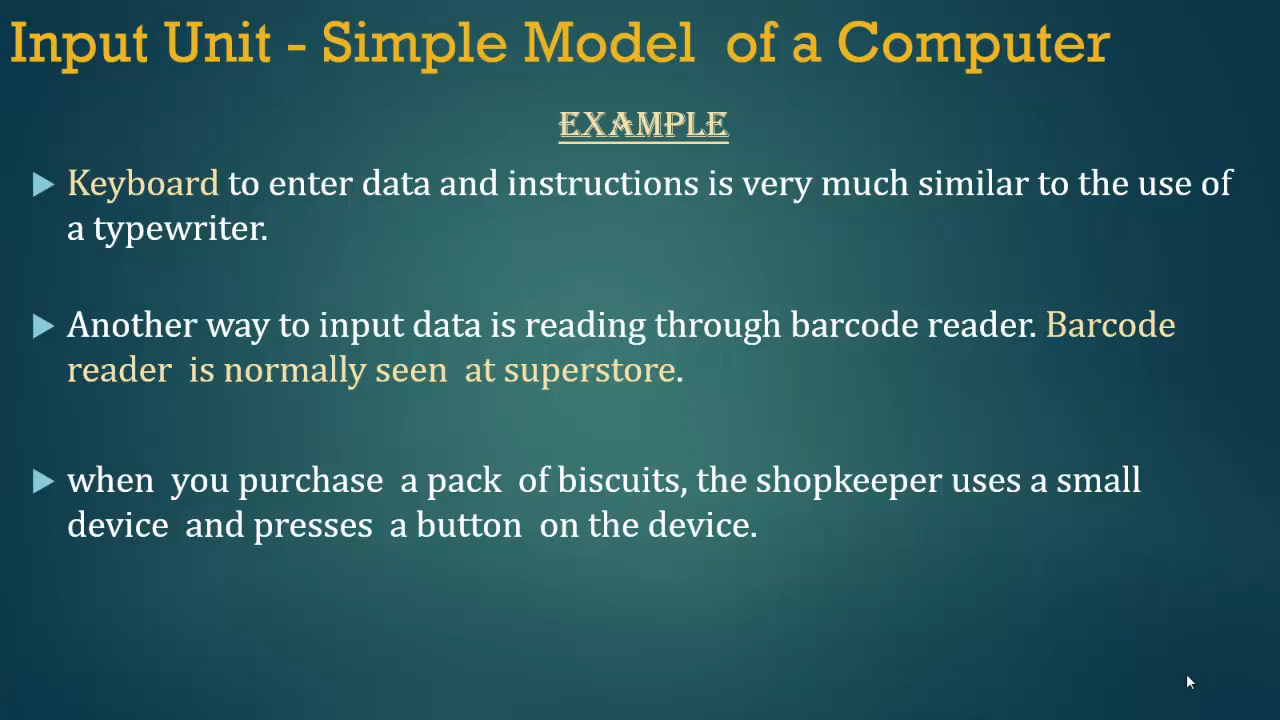 Input Unit - Simple Model of a Computer
EXAMPLE
Keyboard to enter data and instructions is very much similar to the use of
a typewriter.
Another way to input data is reading through barcode reader. Barcode
reader is normally seen at superstore.
when you purchase a pack of biscuits, the shopkeeper uses a small
device and presses a button on the device.